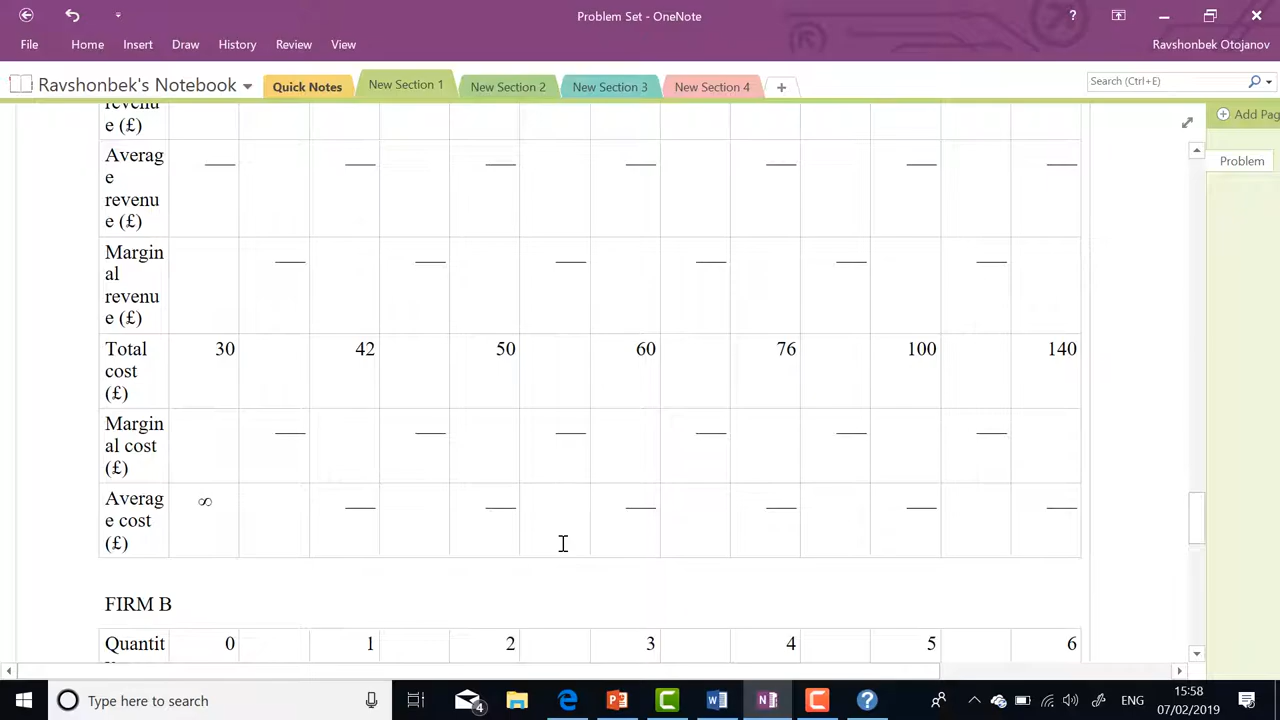 Problem Set - OneNote
?
File Home Insert Draw History Review View
Ravshonbek Otojanov
Ravshonbek's Notebook
Quick Notes
New Section 1
New Section 2
New Section 3
New Section 4
+
Search (Ctrl+E)
Add Pag
Problem
revenu
e (£)
Averag
e
revenu
e (£)
Margin
al
revenu
e (£)
Total 30 42 50 60 76 100 140
cost
(£)
Margin
al cost
(£)
Averag ∞
e cost
(£)
FIRM B
Quantit 0 1 2 3 4 5 6
Type here to search
4
ENG
15:58
07/02/2019